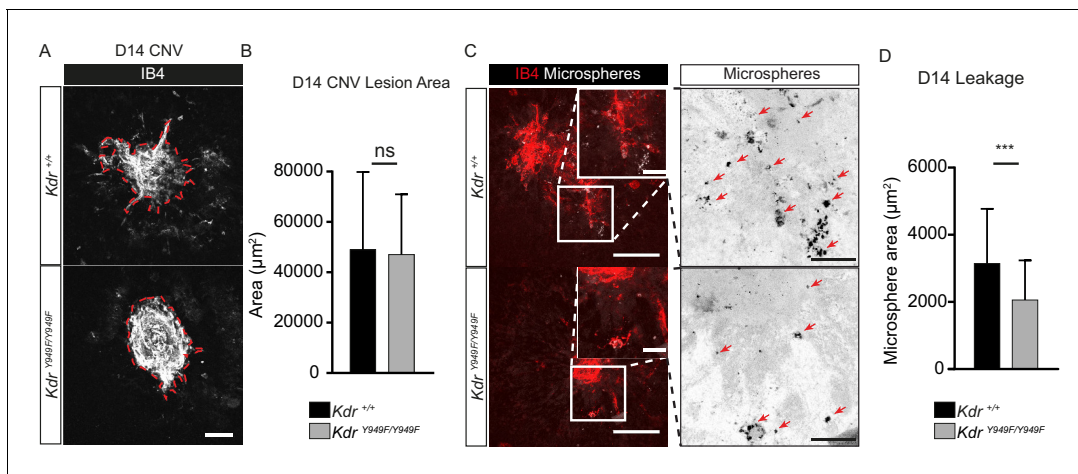 A
D14 CNV
IB4
Kdr +/+
Kdr Y949F/Y949F
B
D14 CNV Lesion Area
ns
80000
60000
40000
20000
0
Area (µm²)
Kdr +/+
Kdr Y949F/Y949F
C
IB4 Microspheres
Microspheres
Kdr +/+
Kdr Y949F/Y949F
D
D14 Leakage
***
6000
4000
2000
0
Microsphere area (µm²)
Kdr +/+
Kdr Y949F/Y949F